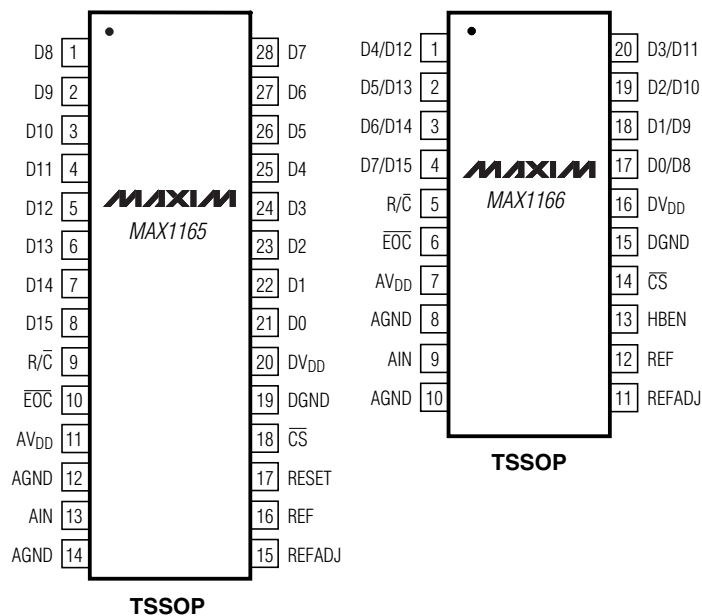 D8 1 28 D7
D9 2 27 D6
D10 3 26 D5
D11 4 25 D4
D12 5 24 D3
D13 6 23 D2
D14 7 22 D1
D15 8 21 D0
R/C̅ 9 20 DVDD
E̅O̅C̅ 10 19 DGND
AVDD 11 18 C̅S̅
AGND 12 17 RESET
AIN 13 16 REF
AGND 14 15 REFADJ
MAXIM
MAX1165
TSSOP
D4/D12 1 20 D3/D11
D5/D13 2 19 D2/D10
D6/D14 3 18 D1/D9
D7/D15 4 17 D0/D8
R/C̅ 5 16 DVDD
E̅O̅C̅ 6 15 DGND
AVDD 7 14 C̅S̅
AGND 8 13 HBEN
AIN 9 12 REF
AGND 10 11 REFADJ
MAXIM
MAX1166
TSSOP